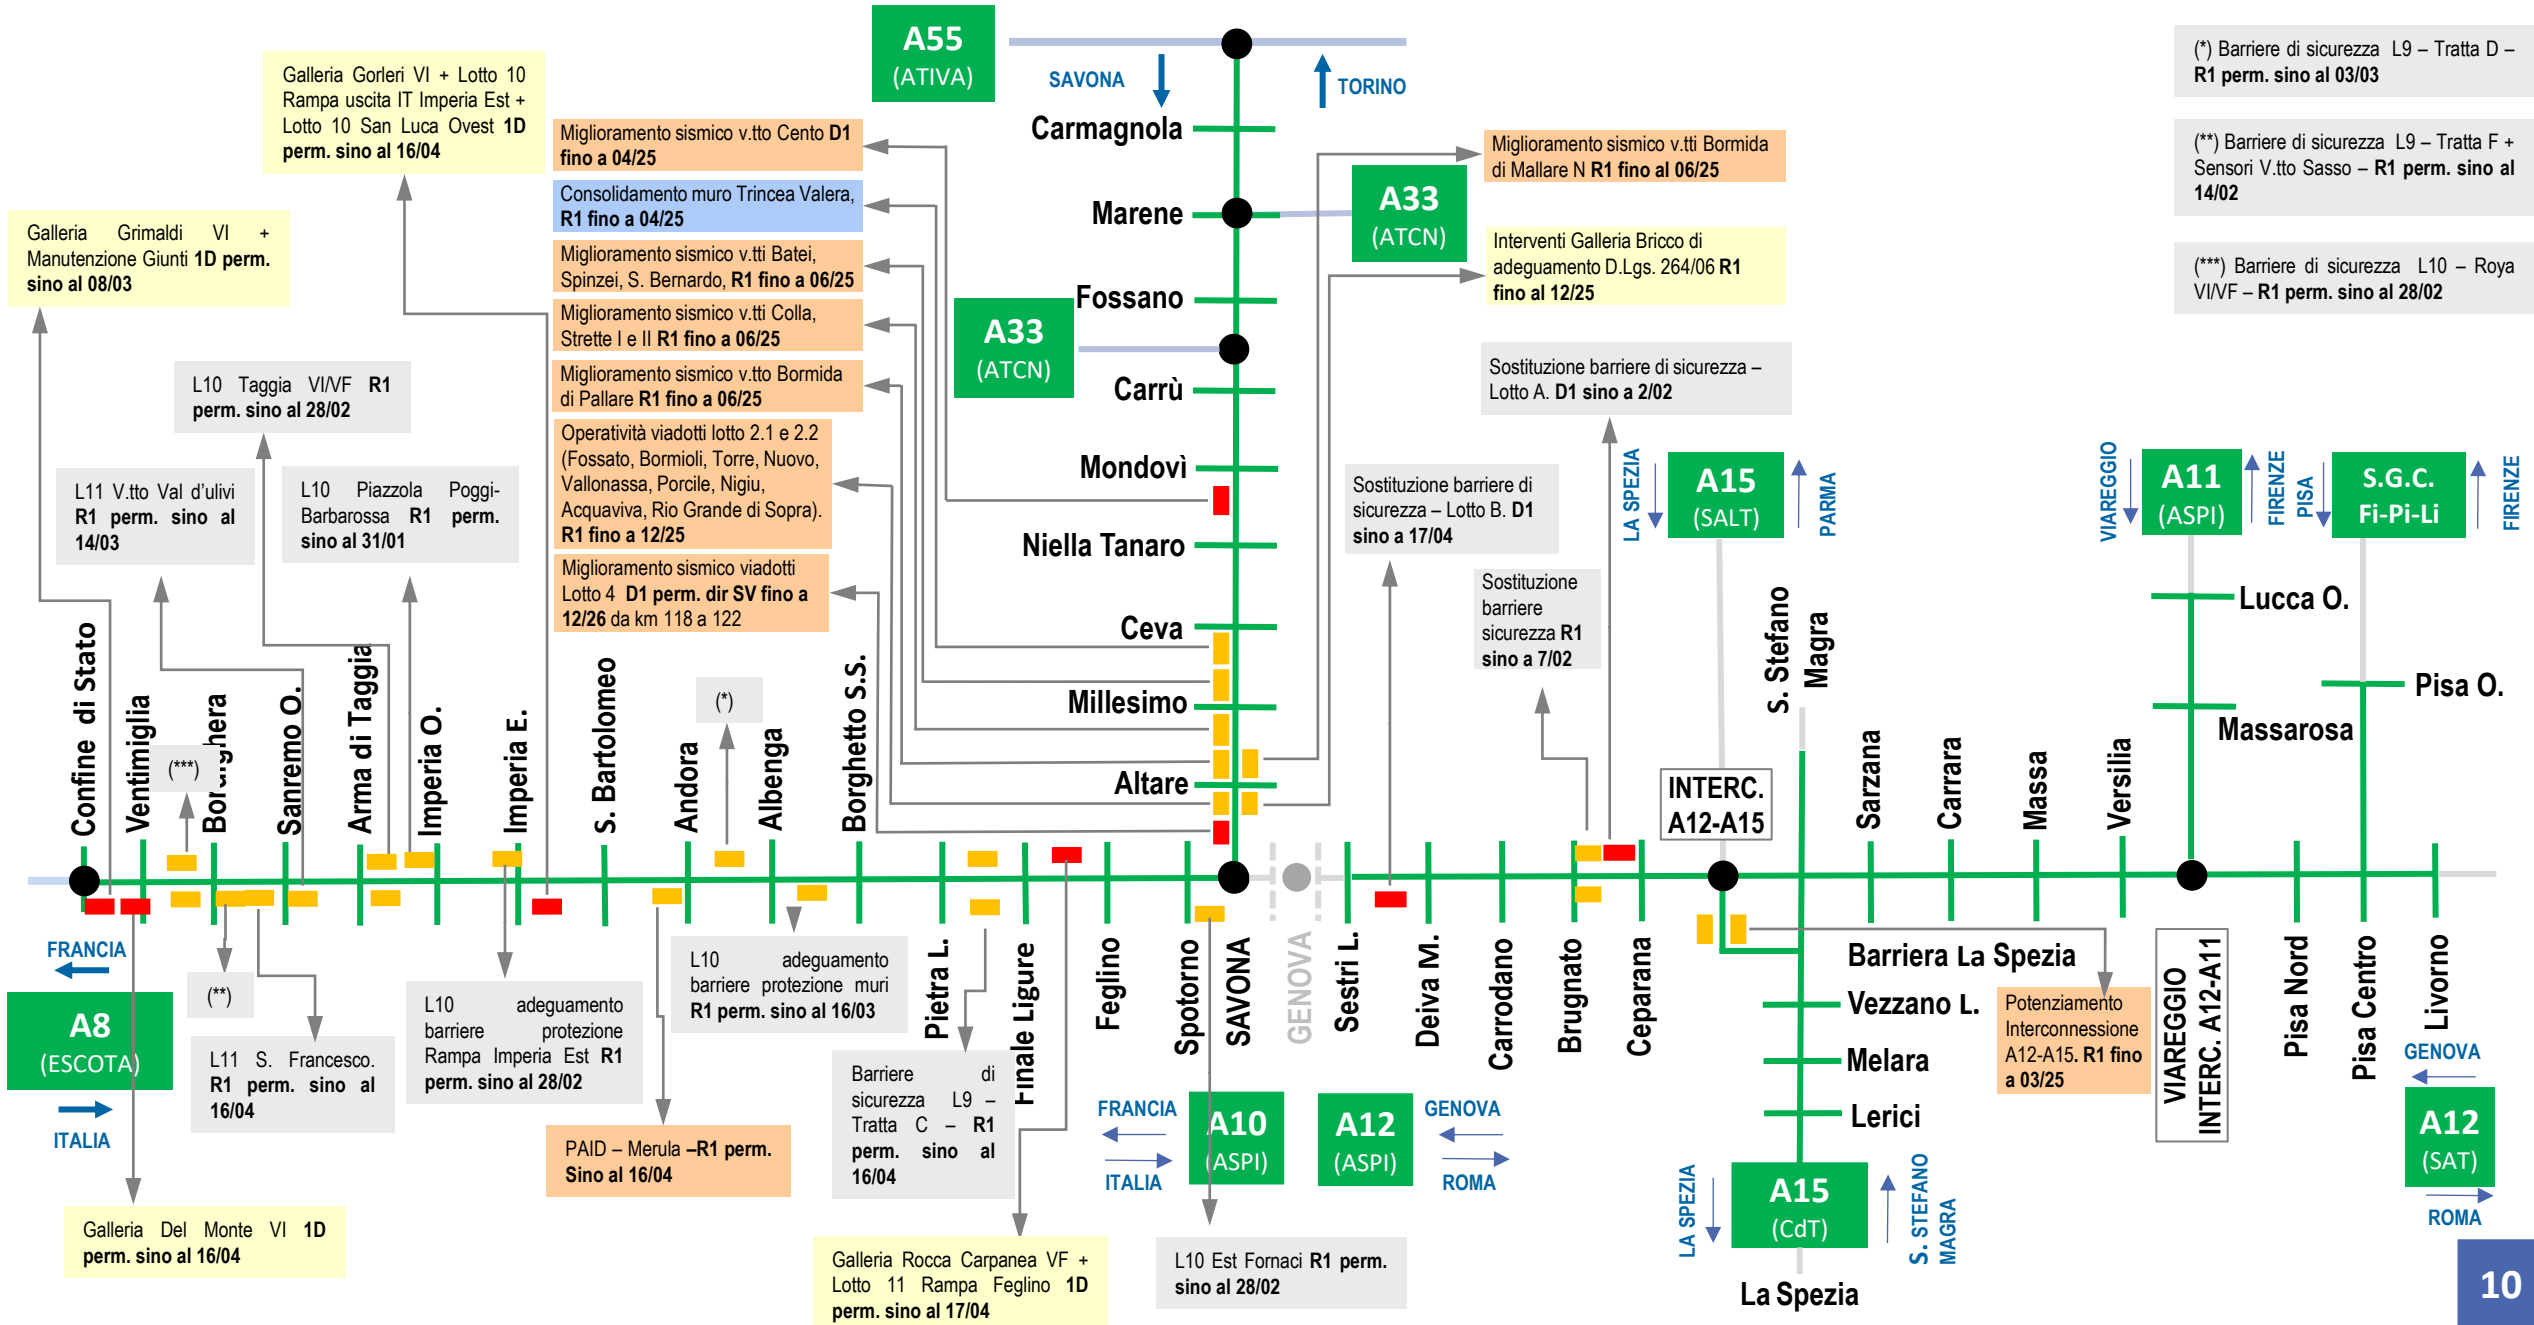 A55
(ATIVA)
SAVONA
TORINO
(*) Barriere di sicurezza L9 – Tratta D –
R1 perm. sino al 03/03
(**) Barriere di sicurezza L9 – Tratta F +
Sensori V.tto Sasso – R1 perm. sino al
14/02
(***) Barriere di sicurezza L10 – Roya
VI/VF – R1 perm. sino al 28/02
Galleria Gorleri VI + Lotto 10
Rampa uscita IT Imperia Est +
Lotto 10 San Luca Ovest 1D
perm. sino al 16/04
Galleria Grimaldi VI +
Manutenzione Giunti 1D perm.
sino al 08/03
L10 Taggia VI/VF R1
perm. sino al 28/02
L11 V.tto Val d'ulivi
R1 perm. sino al
14/03
L10 Piazzola Poggi-
Barbarossa R1 perm.
sino al 31/01
Miglioramento sismico v.tto Cento D1
fino a 04/25
Consolidamento muro Trincea Valera,
R1 fino a 04/25
Miglioramento sismico v.tti Batei,
Spinzei, S. Bernardo, R1 fino a 06/25
Miglioramento sismico v.tti Colla,
Strette I e II R1 fino a 06/25
Miglioramento sismico v.tto Bormida
di Pallare R1 fino a 06/25
Operatività viadotti lotto 2.1 e 2.2
(Fossato, Bormioli, Torre, Nuovo,
Vallonassa, Porcile, Nigiu,
Acquaviva, Rio Grande di Sopra).
R1 fino a 12/25
Miglioramento sismico viadotti
Lotto 4 D1 perm. dir SV fino a
12/26 da km 118 a 122
Carmagnola
Marene
Fossano
Carrù
Mondovì
Niella Tanaro
Ceva
Millesimo
Altare
A33
(ATCN)
A33
(ATCN)
Miglioramento sismico v.tti Bormida
di Mallare N R1 fino al 06/25
Interventi Galleria Bricco di
adeguamento D.Lgs. 264/06 R1
fino al 12/25
Sostituzione barriere di sicurezza –
Lotto A. D1 sino a 2/02
Sostituzione barriere di
sicurezza – Lotto B. D1
sino a 17/04
Sostituzione
barriere
sicurezza R1
sino a 7/02
LA SPEZIA
A15
(SALT)
PARMA
VIAREGGIO
A11
(ASPI)
FIRENZE
PISA
S.G.C.
Fi-Pi-Li
FIRENZE
Lucca O.
Massarosa
Pisa O.
Confine di Stato
Ventimiglia
Bordighera
Sanremo O.
Arma di Taggia
Imperia O.
Imperia E.
S. Bartolomeo
Andora
Albenga
Borghetto S.S.
(***)
(*)
INTERC.
A12-A15
S. Stefano
Magra
Sarzana
Carrara
Massa
Versilia
FRANCIA
A8
(ESCOTA)
ITALIA
(**)
L11 S. Francesco.
R1 perm. sino al
16/04
L10 adeguamento
barriere protezione
Rampa Imperia Est R1
perm. sino al 28/02
L10 adeguamento
barriere protezione muri
R1 perm. sino al 16/03
PAID – Merula –R1 perm.
Sino al 16/04
Barriere di
sicurezza L9 –
Tratta C – R1
perm. sino al
16/04
Pietra L.
Finale Ligure
Feglino
Spotorno
SAVONA
GENOVA
Sestri L.
Deiva M.
Carrodano
Brugnato
Ceparana
Barriera La Spezia
Vezzano L.
Melara
Lerici
Potenziamento
Interconnessione
A12-A15. R1 fino
a 03/25
VIAREGGIO
INTERC. A12-A11
Pisa Nord
Pisa Centro
Livorno
Galleria Del Monte VI 1D
perm. sino al 16/04
Galleria Rocca Carpanea VF +
Lotto 11 Rampa Feglino 1D
perm. sino al 17/04
L10 Est Fornaci R1 perm.
sino al 28/02
FRANCIA
ITALIA
A10
(ASPI)
A12
(ASPI)
GENOVA
ROMA
LA SPEZIA
A15
(CdT)
S. STEFANO
MAGRA
La Spezia
GENOVA
A12
(SAT)
ROMA
10